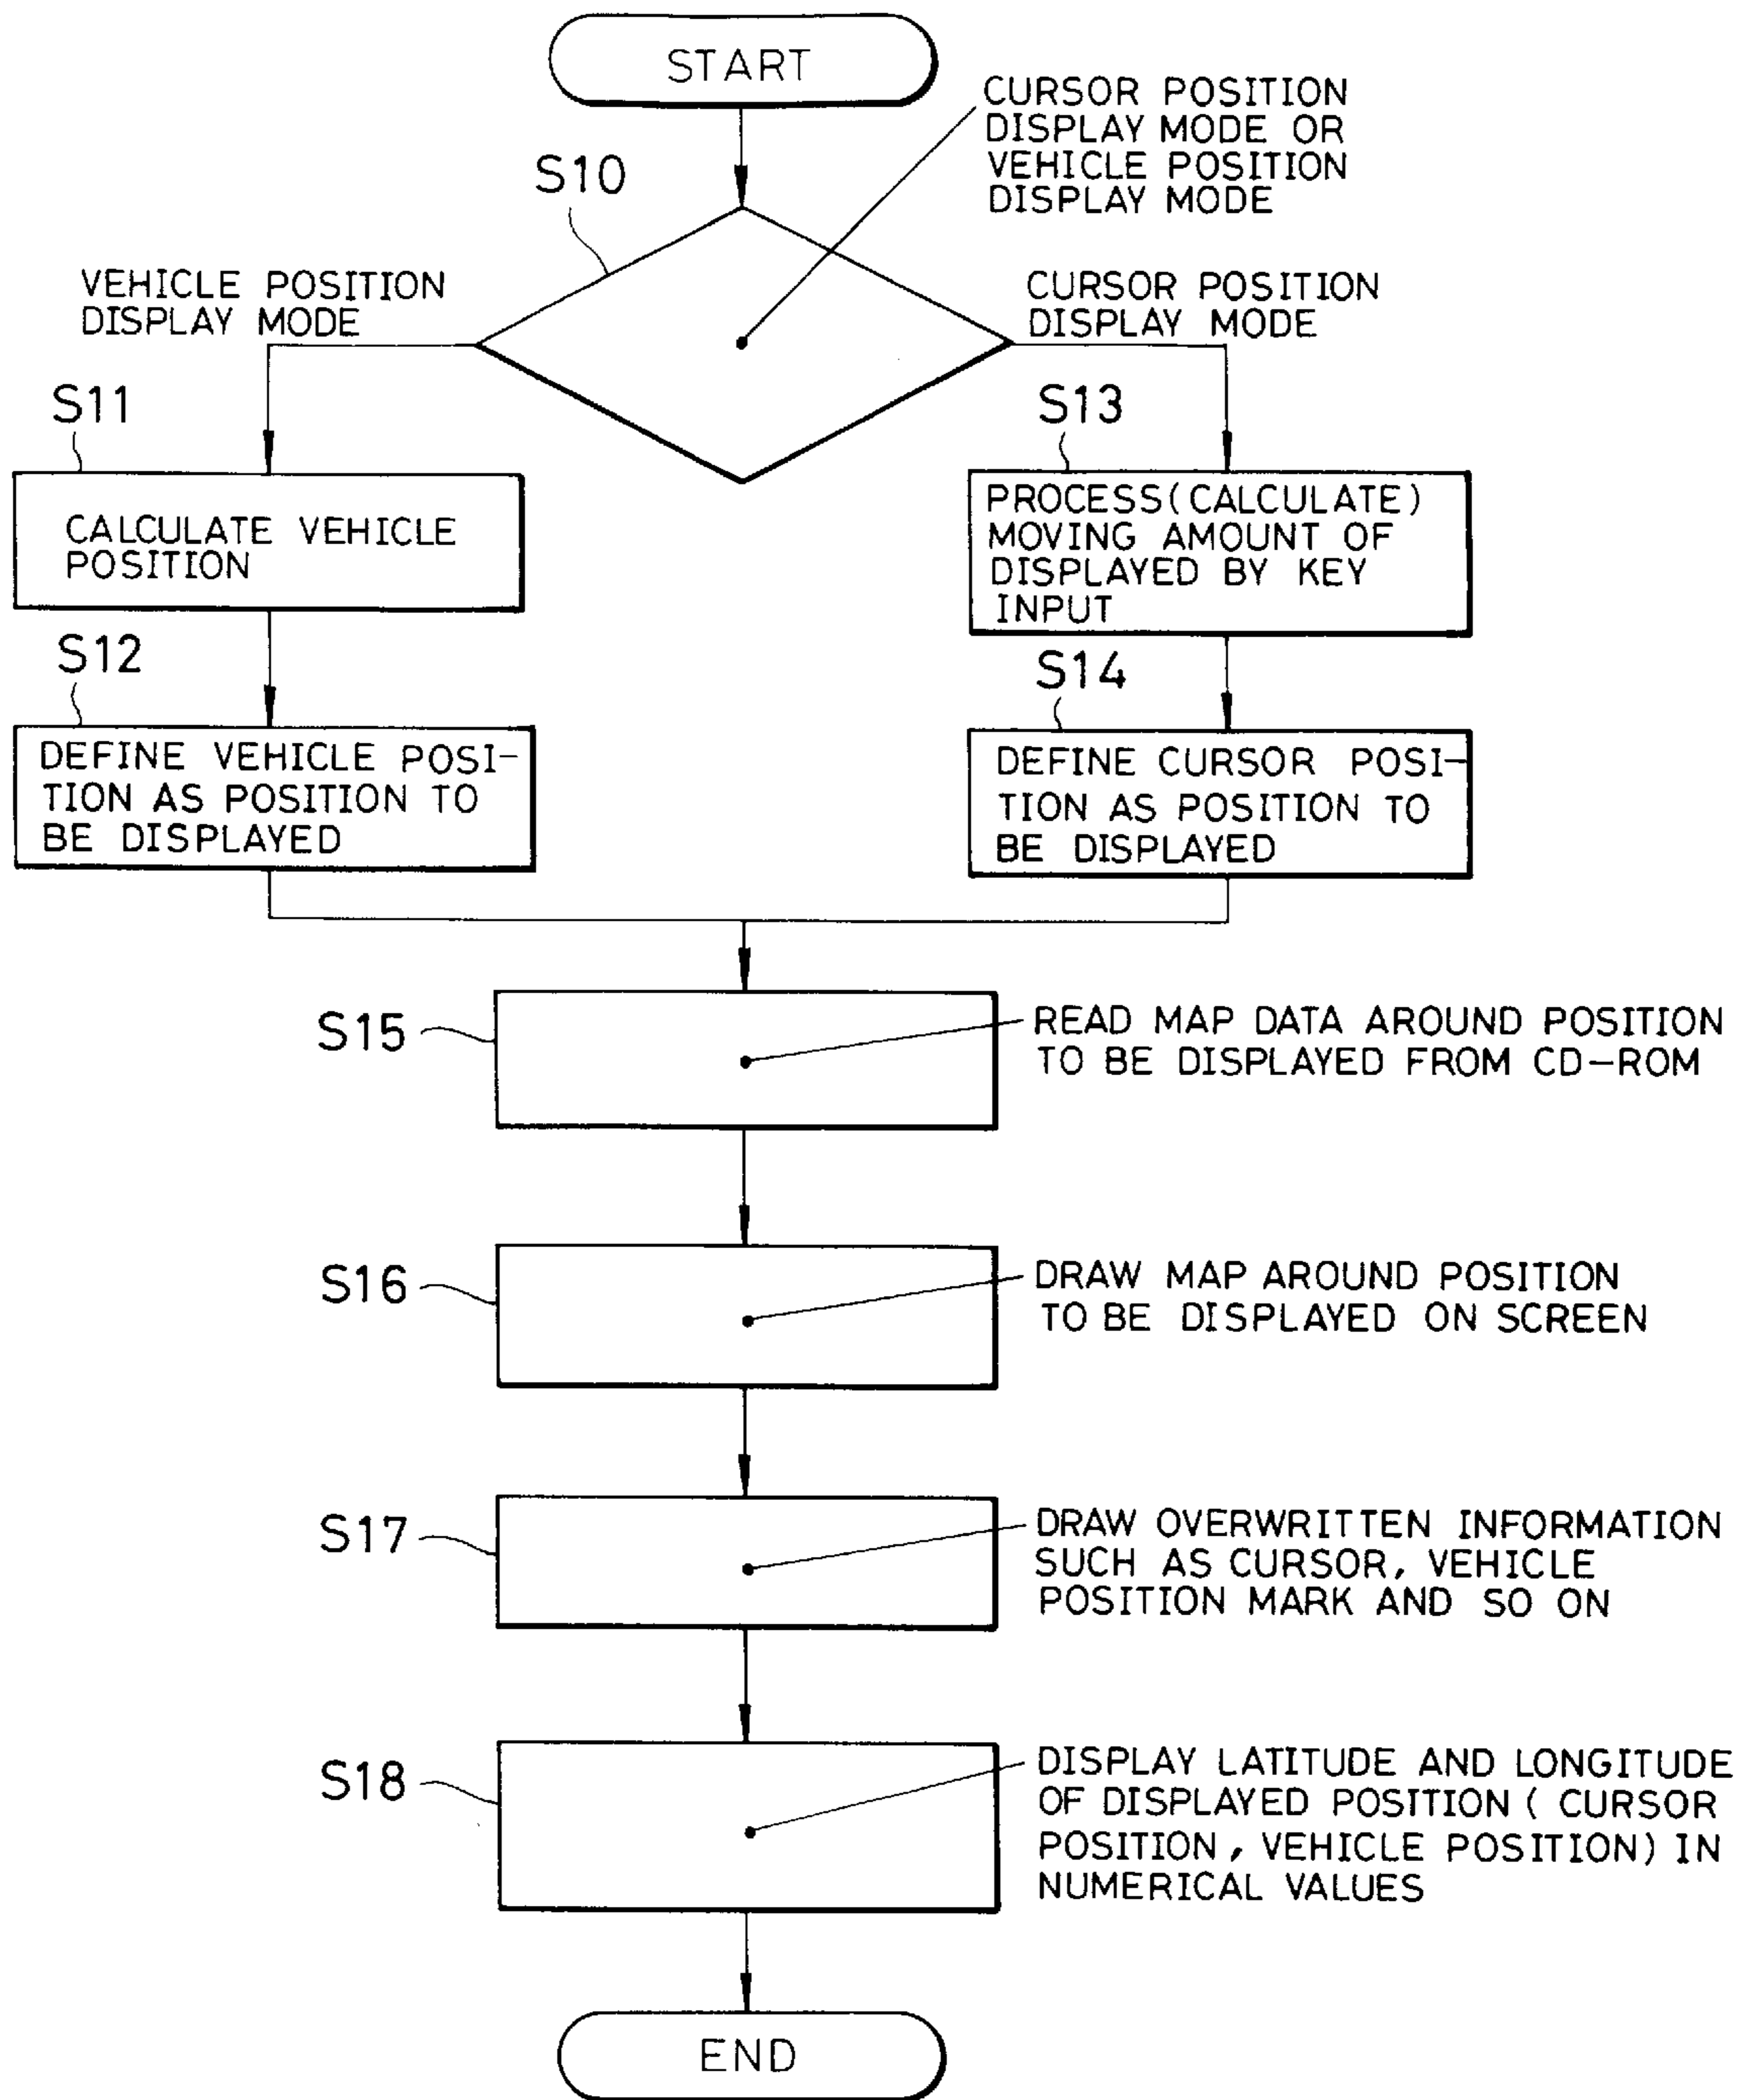 START
CURSOR POSITION
DISPLAY MODE OR
VEHICLE POSITION
DISPLAY MODE
S10
VEHICLE POSITION
DISPLAY MODE
CURSOR POSITION
DISPLAY MODE
S11
CALCULATE VEHICLE
POSITION
S13
PROCESS(CALCULATE)
MOVING AMOUNT OF
DISPLAYED BY KEY
INPUT
S12
DEFINE VEHICLE POSI-
TION AS POSITION TO
BE DISPLAYED
S14
DEFINE CURSOR POSI-
TION AS POSITION TO
BE DISPLAYED
S15
READ MAP DATA AROUND POSITION
TO BE DISPLAYED FROM CD-ROM
S16
DRAW MAP AROUND POSITION
TO BE DISPLAYED ON SCREEN
S17
DRAW OVERWRITTEN INFORMATION
SUCH AS CURSOR, VEHICLE
POSITION MARK AND SO ON
S18
DISPLAY LATITUDE AND LONGITUDE
OF DISPLAYED POSITION ( CURSOR
POSITION, VEHICLE POSITION) IN
NUMERICAL VALUES
END